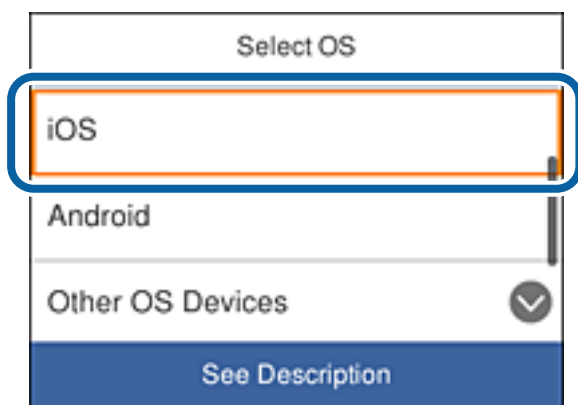 Select OS
iOS
Android
Other OS Devices
See Description